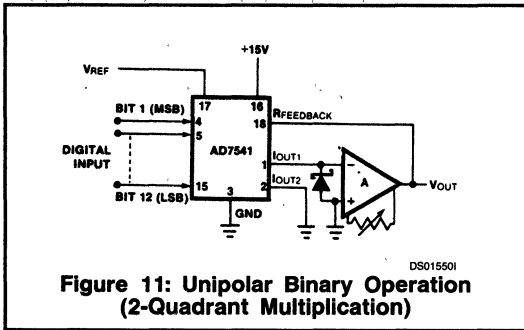 +15V
VREF
17
16
RFEEDBACK
BIT 1 (MSB)
4
18
5
DIGITAL
INPUT
AD7541
IOUT1
1
−
IOUT2
A
VOUT
15
3
2
+
BIT 12 (LSB)
GND
DS01550I
Figure 11: Unipolar Binary Operation
(2-Quadrant Multiplication)